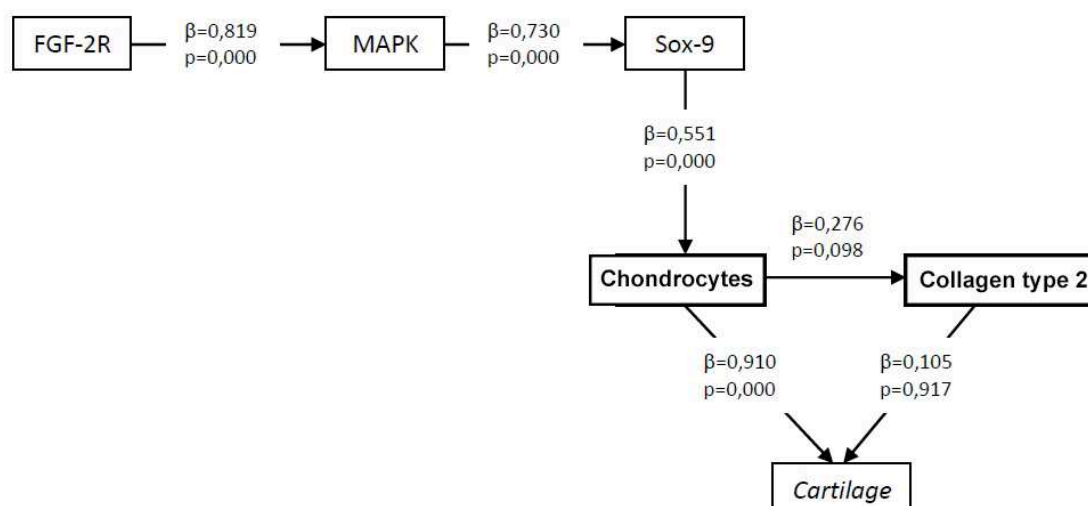 FGF-2R
β=0,819
p=0,000
MAPK
β=0,730
p=0,000
Sox-9
β=0,551
p=0,000
β=0,276
p=0,098
Chondrocytes
Collagen type 2
β=0,910
p=0,000
β=0,105
p=0,917
Cartilage